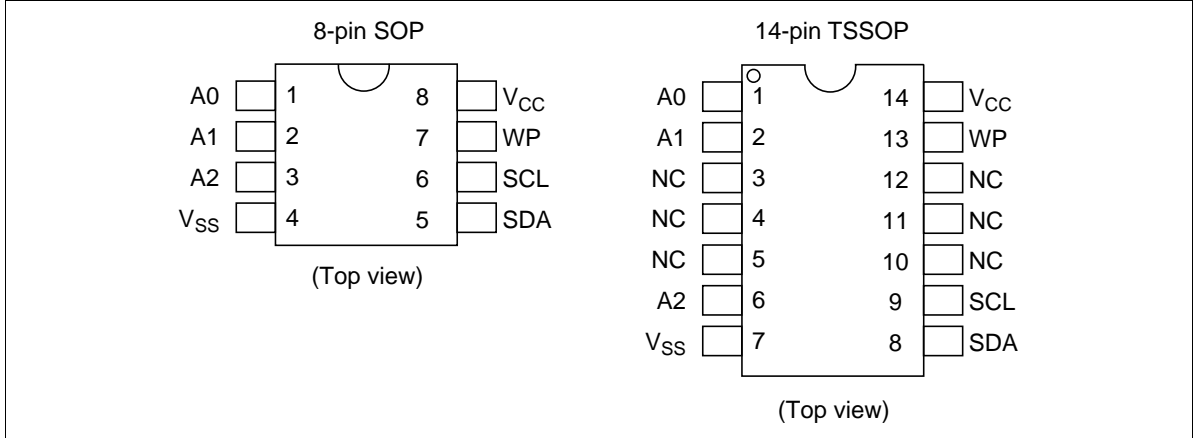 8-pin SOP
A0 1 8 VCC
A1 2 7 WP
A2 3 6 SCL
VSS 4 5 SDA
(Top view)
14-pin TSSOP
A0 1 14 VCC
A1 2 13 WP
NC 3 12 NC
NC 4 11 NC
NC 5 10 NC
A2 6 9 SCL
VSS 7 8 SDA
(Top view)